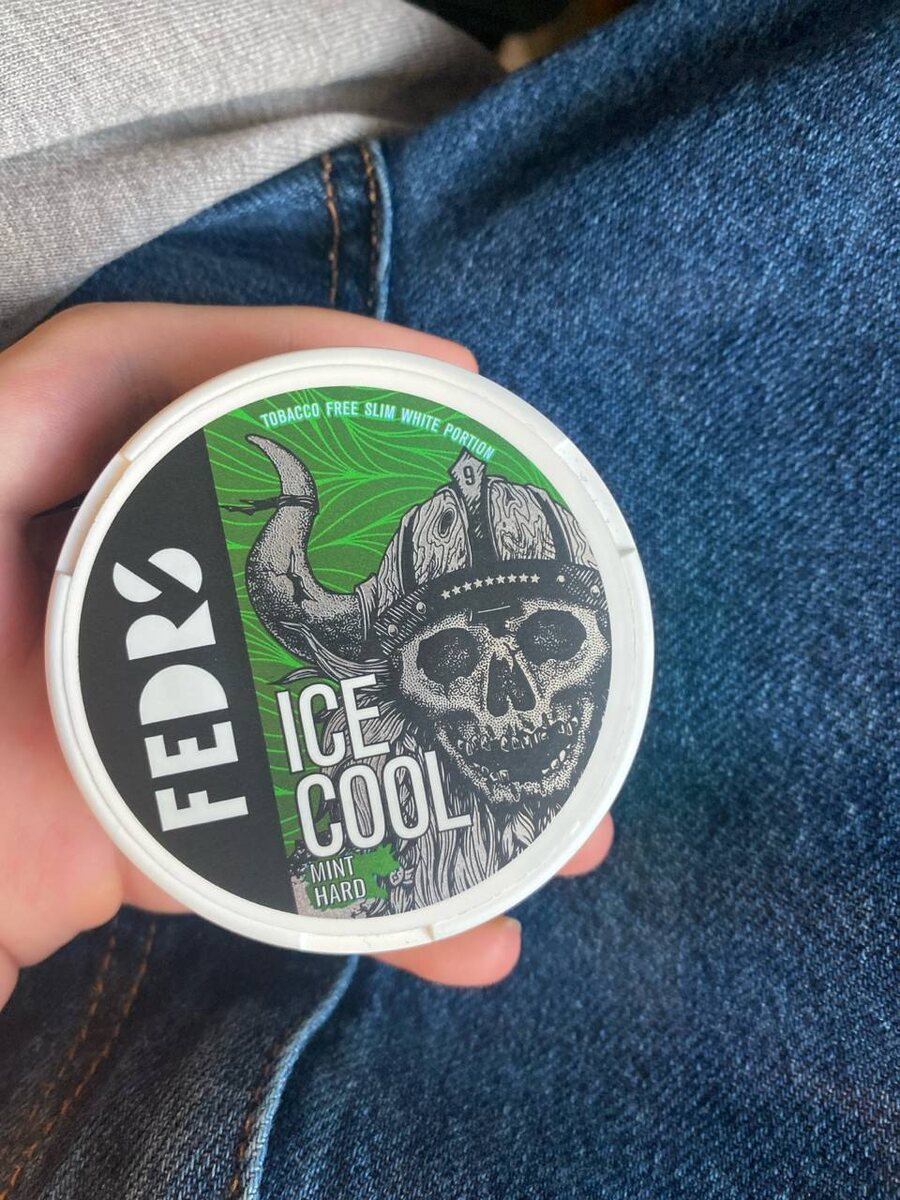 TOBACCO FREE SLIM WHITE PORTION
9
FEDRS
ICE
COOL
MINT
HARD